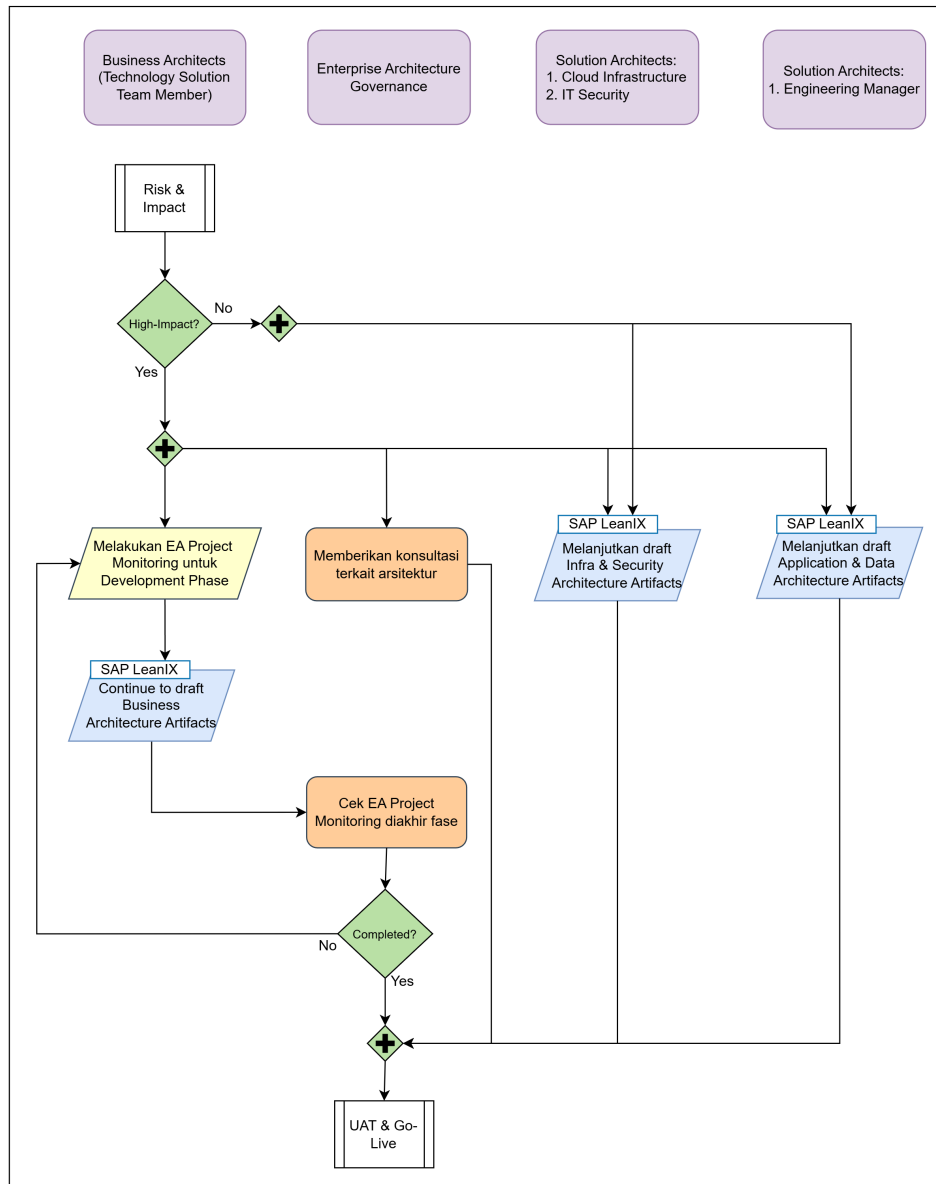 Business Architects
(Technology Solution
Team Member)
Enterprise Architecture
Governance
Solution Architects:
1. Cloud Infrastructure
2. IT Security
Solution Architects:
1. Engineering Manager
Risk &
Impact
High-Impact?
No
Yes
Melakukan EA Project
Monitoring untuk
Development Phase
Memberikan konsultasi
terkait arsitektur
SAP LeanIX
Melanjutkan draft
Infra & Security
Architecture Artifacts
SAP LeanIX
Melanjutkan draft
Application & Data
Architecture Artifacts
SAP LeanIX
Continue to draft
Business
Architecture Artifacts
Cek EA Project
Monitoring diakhir fase
Completed?
No
Yes
UAT & Go-
Live